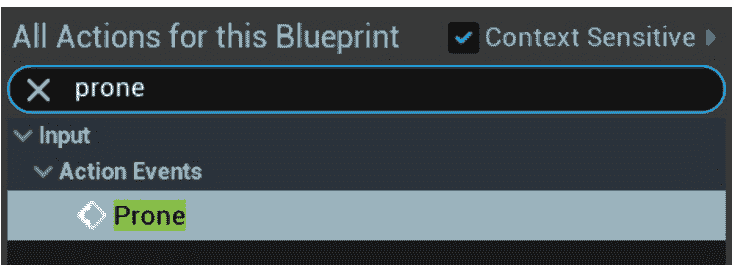 All Actions for this Blueprint Context Sensitive
prone
Input
Action Events
Prone